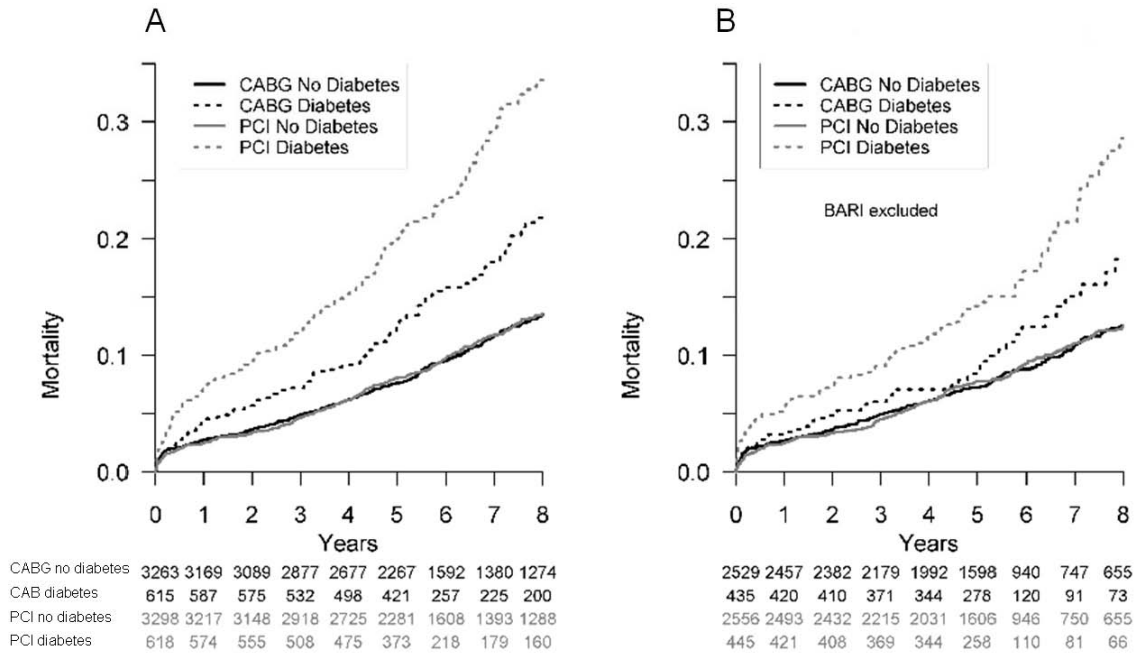 A
CABG No Diabetes
CABG Diabetes
PCI No Diabetes
PCI Diabetes
0.3
0.2
0.1
0.0
Mortality
0 1 2 3 4 5 6 7 8
Years
B
CABG No Diabetes
CABG Diabetes
PCI No Diabetes
PCI Diabetes
BARI excluded
0.3
0.2
0.1
0.0
Mortality
0 1 2 3 4 5 6 7 8
Years
CABG no diabetes 3263 3169 3089 2877 2677 2267 1592 1380 1274 2529 2457 2382 2179 1992 1598 940 747 655
CAB diabetes 615 587 575 532 498 421 257 225 200 435 420 410 371 344 278 120 91 73
PCI no diabetes 3298 3217 3148 2918 2725 2281 1608 1393 1288 2556 2493 2432 2215 2031 1606 946 750 655
PCI diabetes 618 574 555 508 475 373 218 179 160 445 421 408 369 344 258 110 81 66